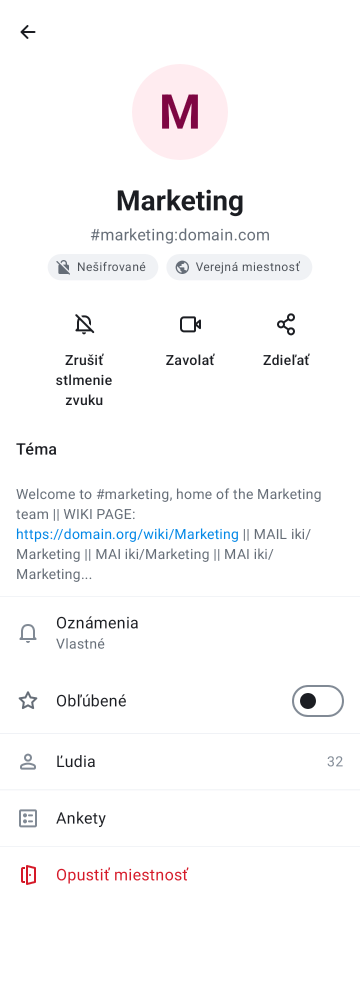 M
Marketing
#marketing:domain.com
Nešifrované
Verejná miestnosť
Zrušiť
stlmenie
zvuku
Zavolať
Zdieľať
Téma
Welcome to #marketing, home of the Marketing
team || WIKI PAGE:
https://domain.org/wiki/Marketing || MAIL iki/
Marketing || MAI iki/Marketing || MAI iki/
Marketing...
Oznámenia
Vlastné
Obľúbené
Ľudia 32
Ankety
Opustiť miestnosť